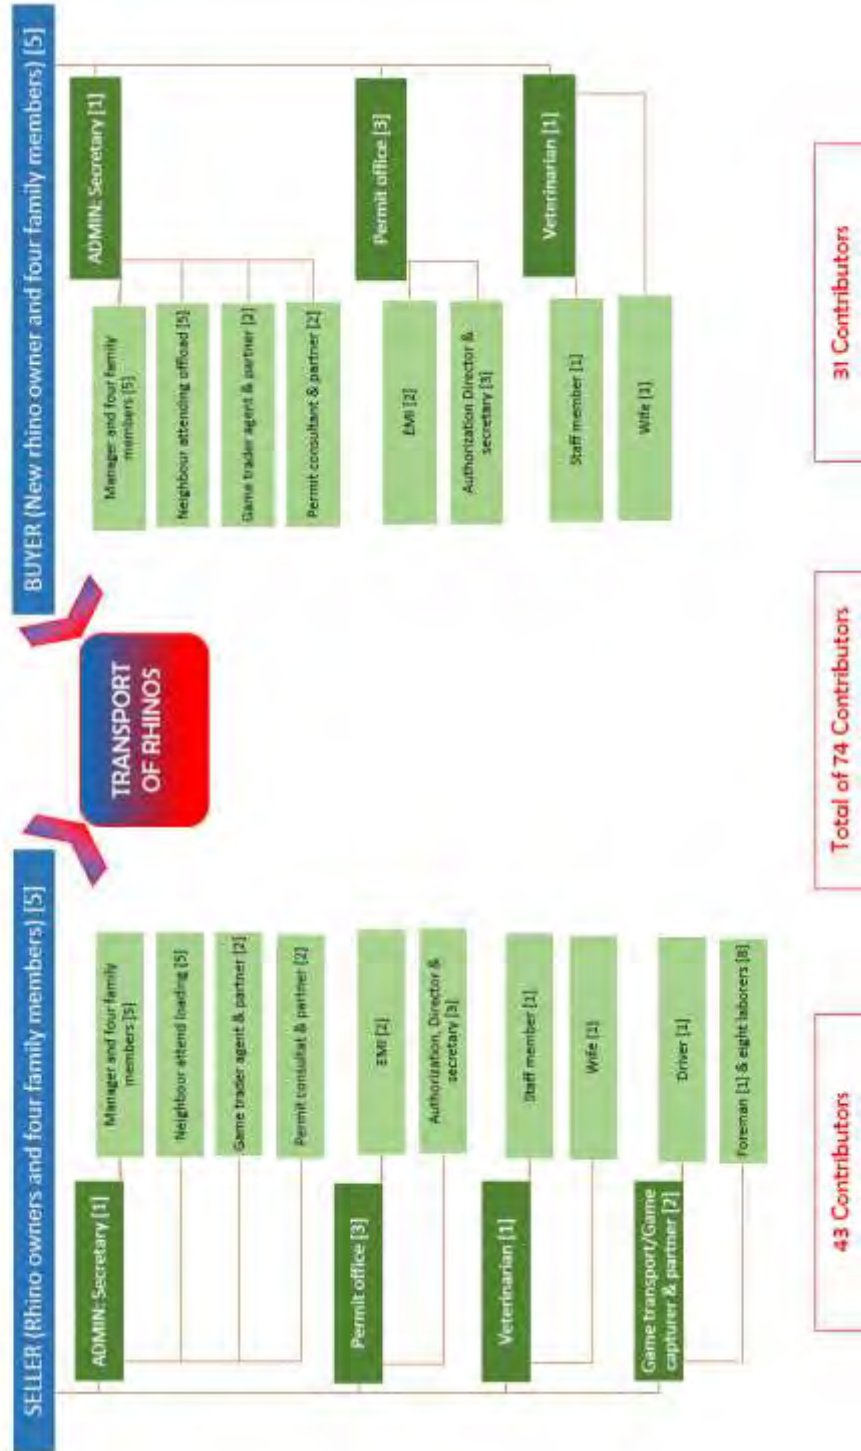 SELLER (Rhino owners and four family members) [5]
ADMIN: Secretary [1]
Manager and four family
members [5]
Neighbour attend loading [5]
Game trader agent & partner [2]
Permit consultat & partner [2]
Permit office [3]
EMI [2]
Authorization, Director &
secretary [3]
Veterinarian [1]
Staff member [1]
Wife [1]
Game transport/Game
capturer & partner [2]
Driver [1]
Foreman [1] & eight laborers [8]
43 Contributors
TRANSPORT
OF RHINOS
Total of 74 Contributors
BUYER (New rhino owner and four family members) [5]
ADMIN: Secretary [1]
Manager and four family
members [5]
Neighbour attending offload [5]
Game trader agent & partner [2]
Permit consultant & partner [2]
Permit office [3]
EMI [2]
Authorization Director &
secretary [3]
Veterinarian [1]
Staff member [1]
Wife [1]
31 Contributors